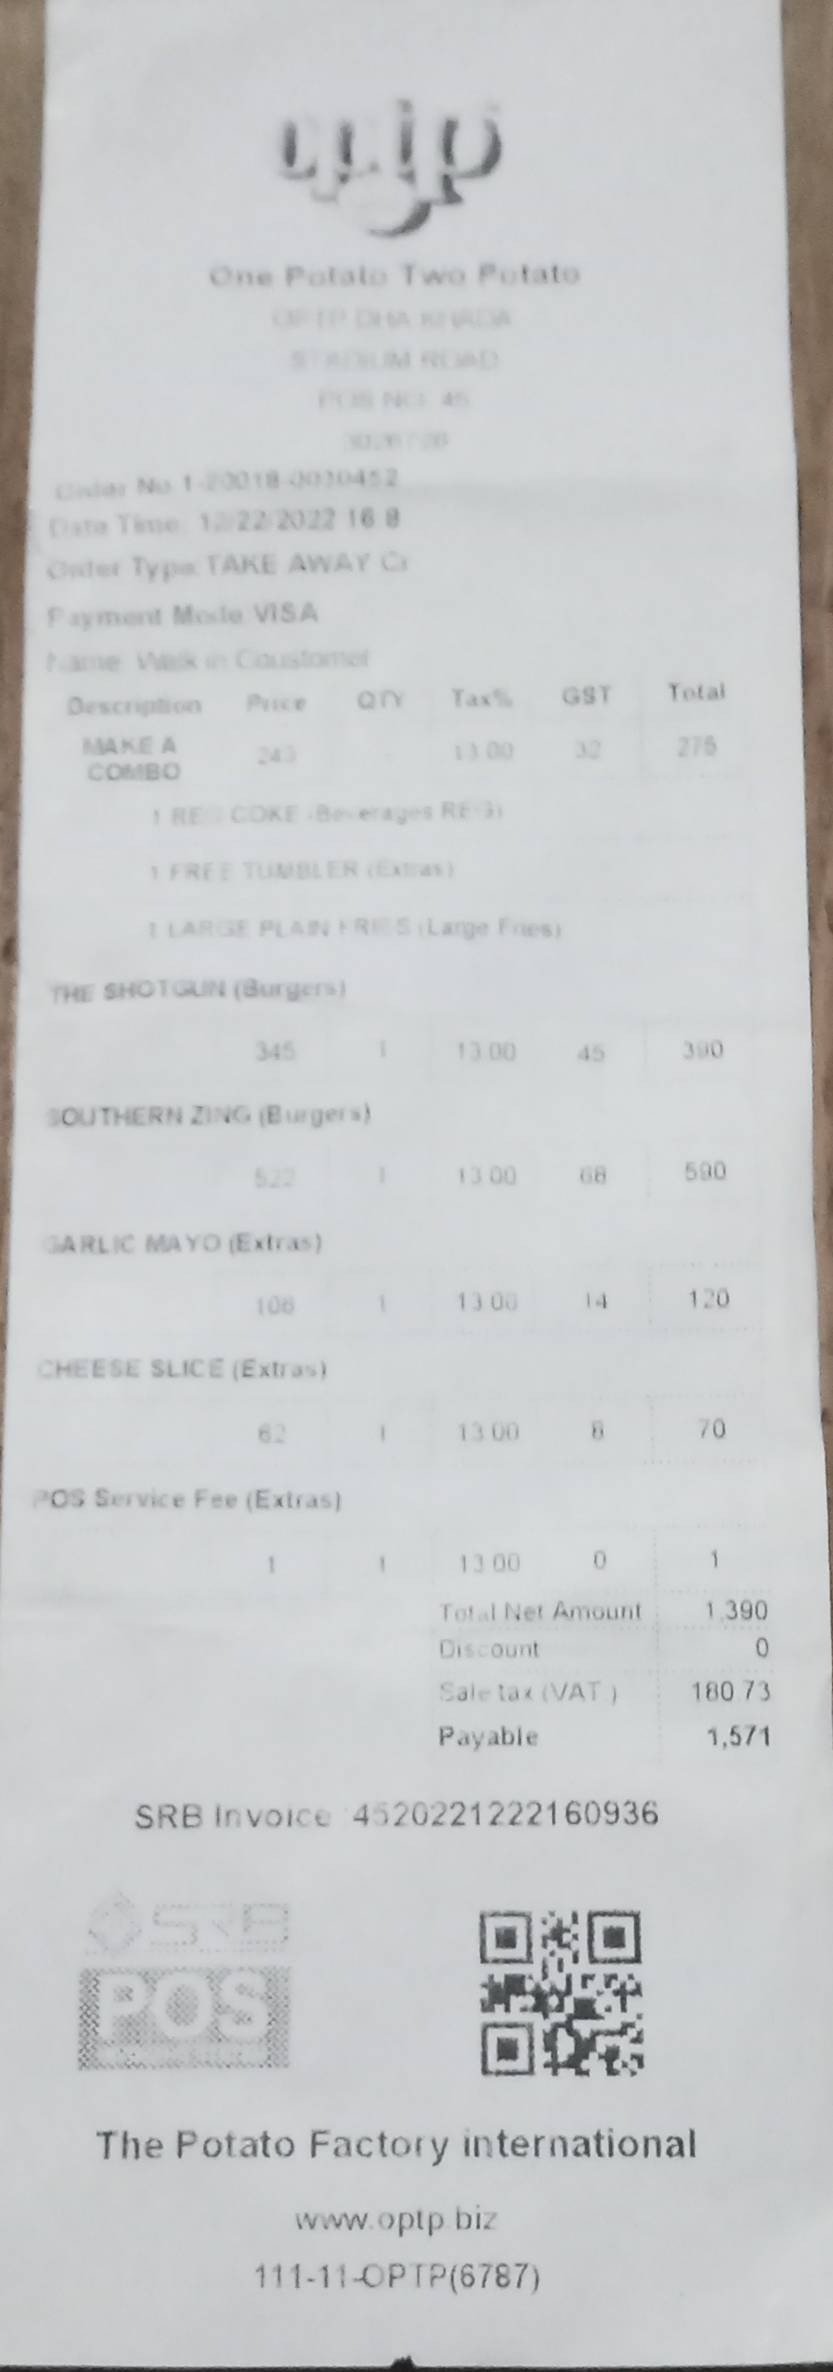 optp
One Potato Two Potato
OPTP DHA KHADA
STADIUM ROAD
POS NO: 45
Order No 1-20018-0030452
Date Time: 12/22/2022 16 8
Order Type: TAKE AWAY Cr
Payment Mode VISA
Name: Walk in Coustomer
Description Price QTY Tax% GST Total
MAKE A COMBO 243 13.00 32 275
1 REG COKE (Beverages REG)
1 FREE TUMBLER (Extras)
1 LARGE PLAIN FRIES (Large Fries)
THE SHOTGUN (Burgers)
345 1 13.00 45 390
SOUTHERN ZING (Burgers)
522 1 13.00 68 590
GARLIC MAYO (Extras)
106 1 13.00 14 120
CHEESE SLICE (Extras)
62 1 13.00 8 70
POS Service Fee (Extras)
1 1 13.00 0 1
Total Net Amount 1,390
Discount 0
Sale tax (VAT ) 180.73
Payable 1,571
SRB Invoice :4520221222160936
SRB
POS
The Potato Factory international
www.optp.biz
111-11-OPTP(6787)